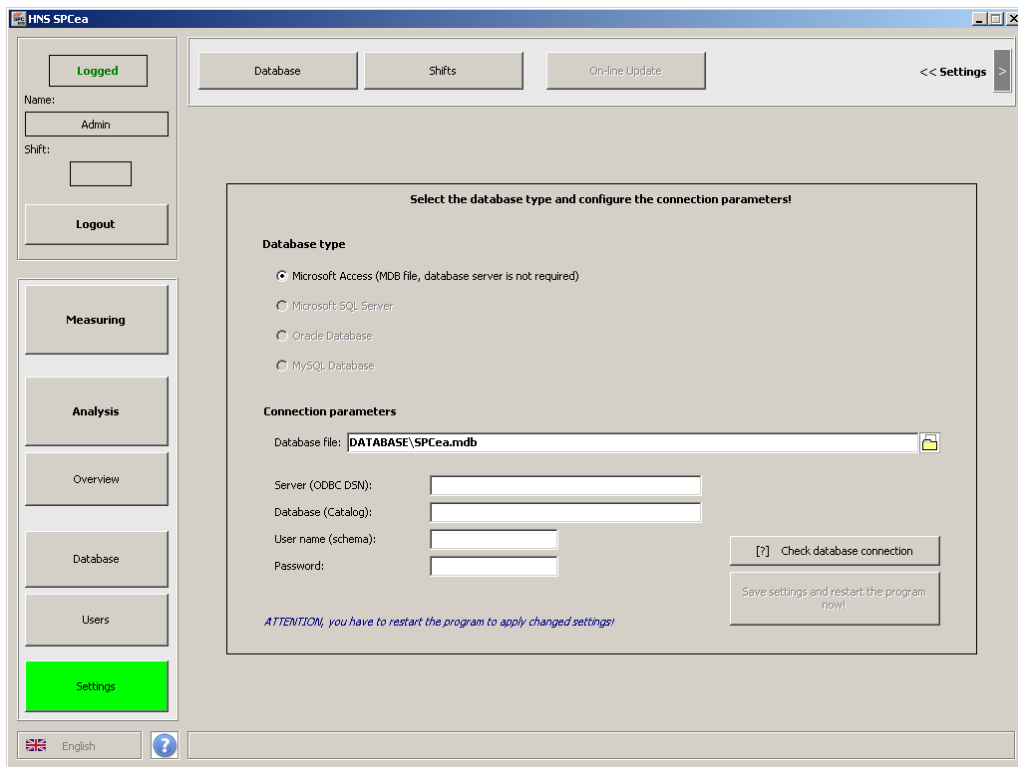 HNS SPCea
Logged
Name:
Admin
Shift:
Logout
Measuring
Analysis
Overview
Database
Users
Settings
English
?
Database
Shifts
On-line Update
<< Settings
>
Select the database type and configure the connection parameters!
Database type
Microsoft Access (MDB file, database server is not required)
Microsoft SQL Server
Oracle Database
MySQL Database
Connection parameters
Database file: DATABASE\SPCea.mdb
Server (ODBC DSN):
Database (Catalog):
User name (schema):
Password:
[?] Check database connection
Save settings and restart the program
now!
ATTENTION, you have to restart the program to apply changed settings!